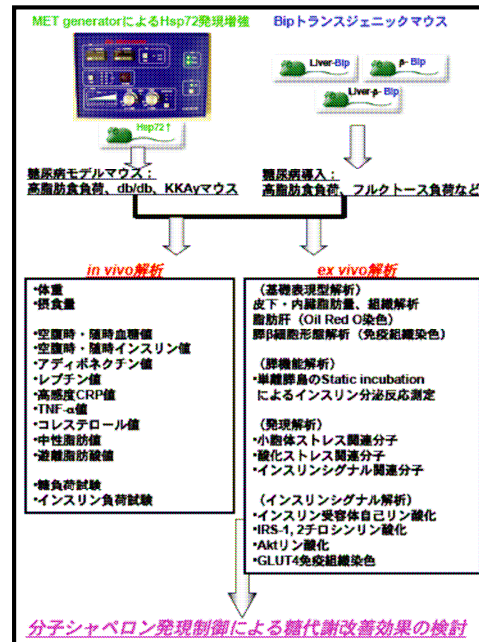 MET generatorによるHsp72発現増強
Bipトランスジェニックマウス
Liver-Bip
β-Bip
Liver-β-Bip
Hsp72↑
糖尿病モデルマウス：
高脂肪食負荷、db/db、KKAyマウス
糖尿病導入：
高脂肪食負荷、フルクトース負荷など
in vivo解析
・体重
・摂食量
・空腹時・随時血糖値
・空腹時・随時インスリン値
・アディポネクチン値
・レプチン値
・高感度CRP値
・TNF-α値
・コレステロール値
・中性脂肪値
・遊離脂肪酸値
・糖負荷試験
・インスリン負荷試験
ex vivo解析
（基礎表現型解析）
皮下・内臓脂肪量、組織解析
脂肪肝（Oil Red O染色）
膵β細胞形態解析（免疫組織染色）
（膵機能解析）
・単離膵島のStatic incubation
によるインスリン分泌反応測定
（発現解析）
・小胞体ストレス関連分子
・酸化ストレス関連分子
・インスリンシグナル関連分子
（インスリンシグナル解析）
・インスリン受容体自己リン酸化
・IRS-1, 2チロシンリン酸化
・Aktリン酸化
・GLUT4免疫組織染色
分子シャペロン発現制御による糖代謝改善効果の検討